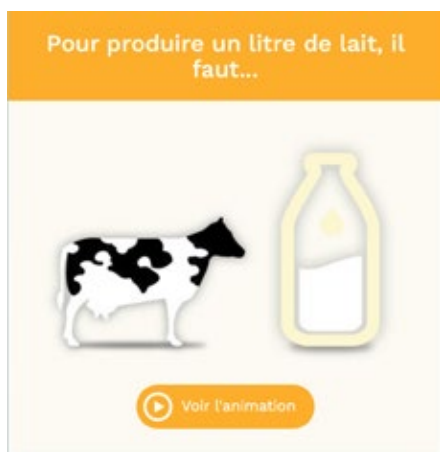 Pour produire un litre de lait, il
faut...
Voir l'animation